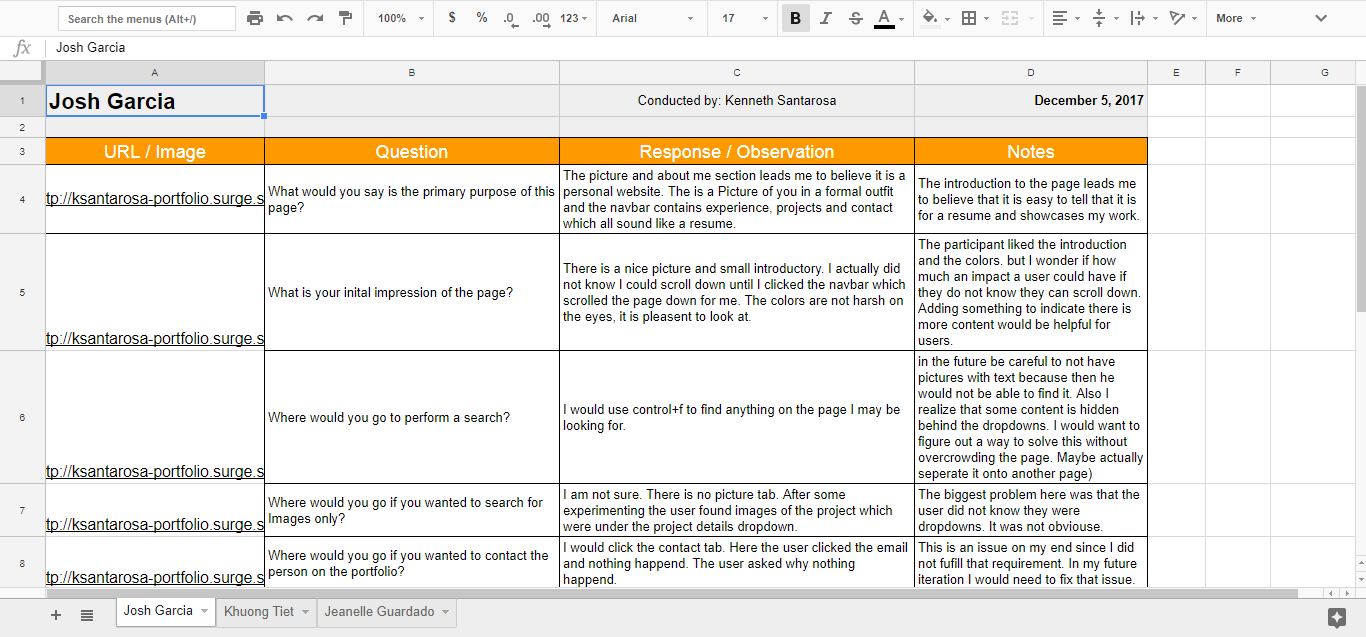 Search the menus (Alt+/)
100%
$ % .0 .00 123
Arial
17
B I S A
More
fx Josh Garcia
A B C D E F G
1 Josh Garcia Conducted by: Kenneth Santarosa December 5, 2017
2
3 URL / Image Question Response / Observation Notes
4
tp://ksantarosa-portfolio.surge.s
What would you say is the primary purpose of this
page?
The picture and about me section leads me to believe it is a
personal website. The is a Picture of you in a formal outfit
and the navbar contains experience, projects and contact
which all sound like a resume.
The introduction to the page leads me
to believe that it is easy to tell that it is
for a resume and showcases my work.
5
tp://ksantarosa-portfolio.surge.s
What is your inital impression of the page?
There is a nice picture and small introductory. I actually did
not know I could scroll down until I clicked the navbar which
scrolled the page down for me. The colors are not harsh on
the eyes, it is pleasent to look at.
The participant liked the introduction
and the colors. but I wonder if how
much an impact a user could have if
they do not know they can scroll down.
Adding something to indicate there is
more content would be helpful for
users.
6
tp://ksantarosa-portfolio.surge.s
Where would you go to perform a search?
I would use control+f to find anything on the page I may be
looking for.
in the future be careful to not have
pictures with text because then he
would not be able to find it. Also I
realize that some content is hidden
behind the dropdowns. I would want to
figure out a way to solve this without
overcrowding the page. Maybe actually
seperate it onto another page)
7
tp://ksantarosa-portfolio.surge.s
Where would you go if you wanted to search for
Images only?
I am not sure. There is no picture tab. After some
experimenting the user found images of the project which
were under the project details dropdown.
The biggest problem here was that the
user did not know they were
dropdowns. It was not obviouse.
8
tp://ksantarosa-portfolio.surge.s
Where would you go if you wanted to contact the
person on the portfolio?
I would click the contact tab. Here the user clicked the email
and nothing happend. The user asked why nothing
happend.
This is an issue on my end since I did
not fufill that requirement. In my future
iteration I would need to fix that issue.
Josh Garcia Khuong Tiet Jeanelle Guardado